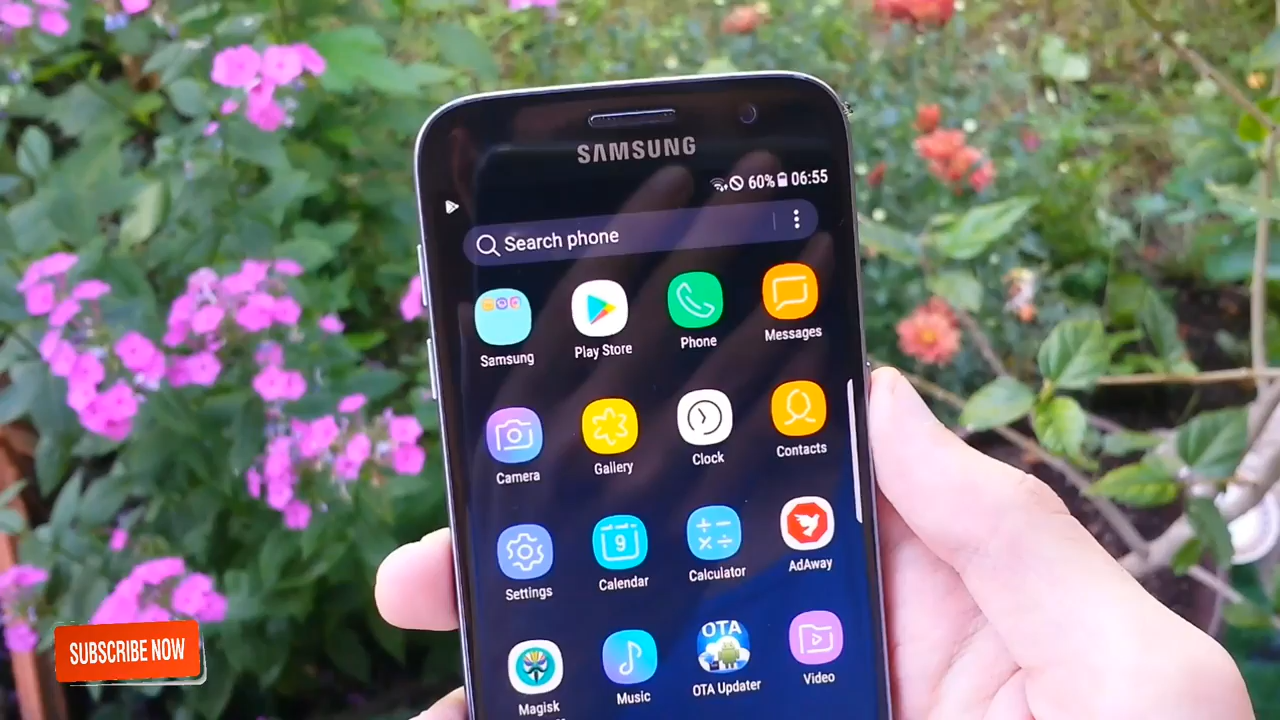 SAMSUNG
60% 06:55
Search phone
Samsung
Play Store
Phone
Messages
Camera
Gallery
Clock
Contacts
9
Settings
Calendar
Calculator
AdAway
OTA
Magisk
Music
OTA Updater
Video
SUBSCRIBE NOW